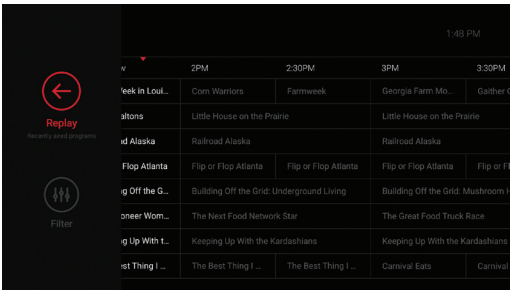 1:48 PM
w 2PM 2:30PM 3PM 3:30PM
Week in Loui... Corn Warriors Farmweek Georgia Farm Mo... Gaither
altons Little House on the Prairie Little House on the Prairie
Replay
Recently aired programs
ad Alaska Railroad Alaska Railroad Alaska
Flop Atlanta Flip or Flop Atlanta Flip or Flop Atlanta Flip or Flop Atlanta Flip or F
g Off the G... Building Off the Grid: Underground Living Building Off the Grid: Mushroom H
oneer Wom... The Next Food Network Star The Great Food Truck Race
Filter
g Up With t... Keeping Up With the Kardashians Keeping Up With the Kardashians
est Thing I ... The Best Thing I ... The Best Thing I ... Carnival Eats Carnival